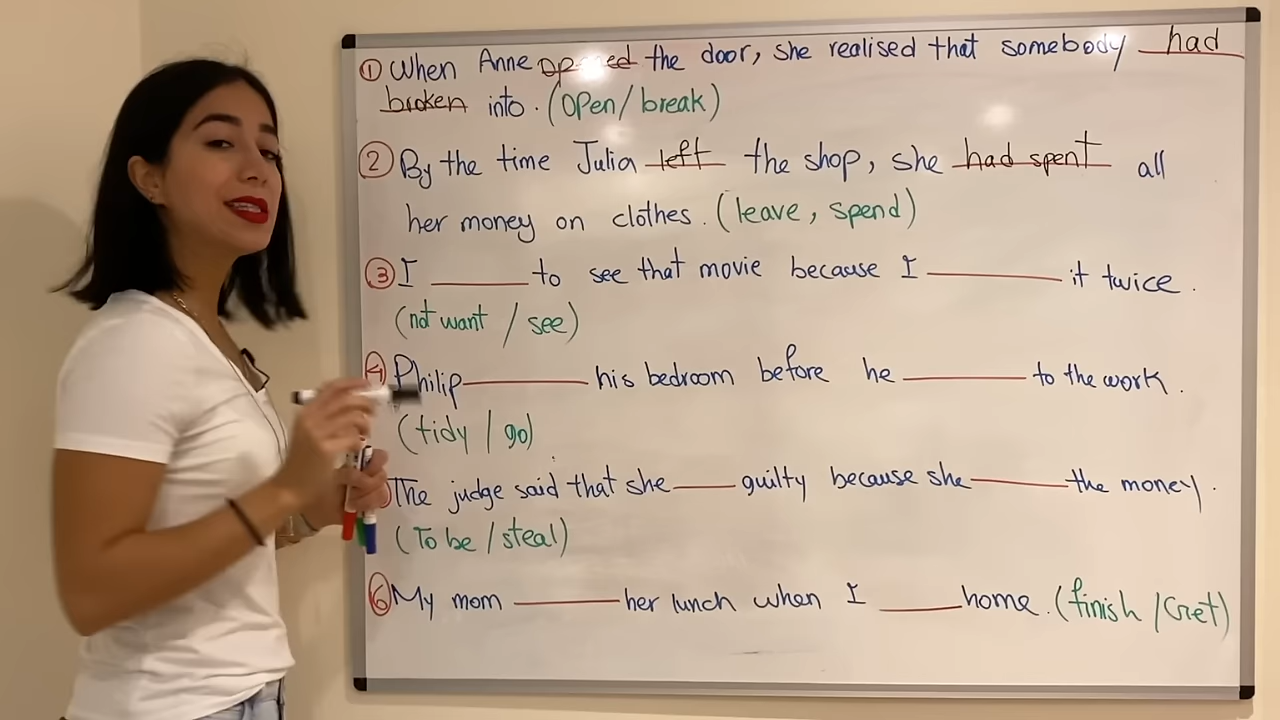 ① When Anne opened the door, she realised that somebody had
broken into. (open/break)
② By the time Julia left the shop, she had spent all
her money on clothes. (leave, spend)
③ I ______ to see that movie because I ______ it twice.
(not want / see)
④ Philip ______ his bedroom before he ______ to the work.
(tidy / go)
The judge said that she ______ guilty because she ______ the money.
(To be / steal)
⑥ My mom ______ her lunch when I ______ home. (finish / Get)